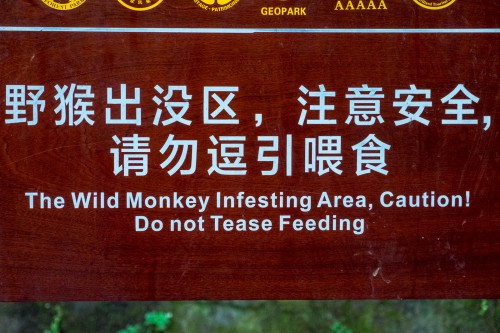 GEOPARK
AAAAA
野猴出没区，注意安全,
请勿逗引喂食
The Wild Monkey Infesting Area, Caution!
Do not Tease Feeding